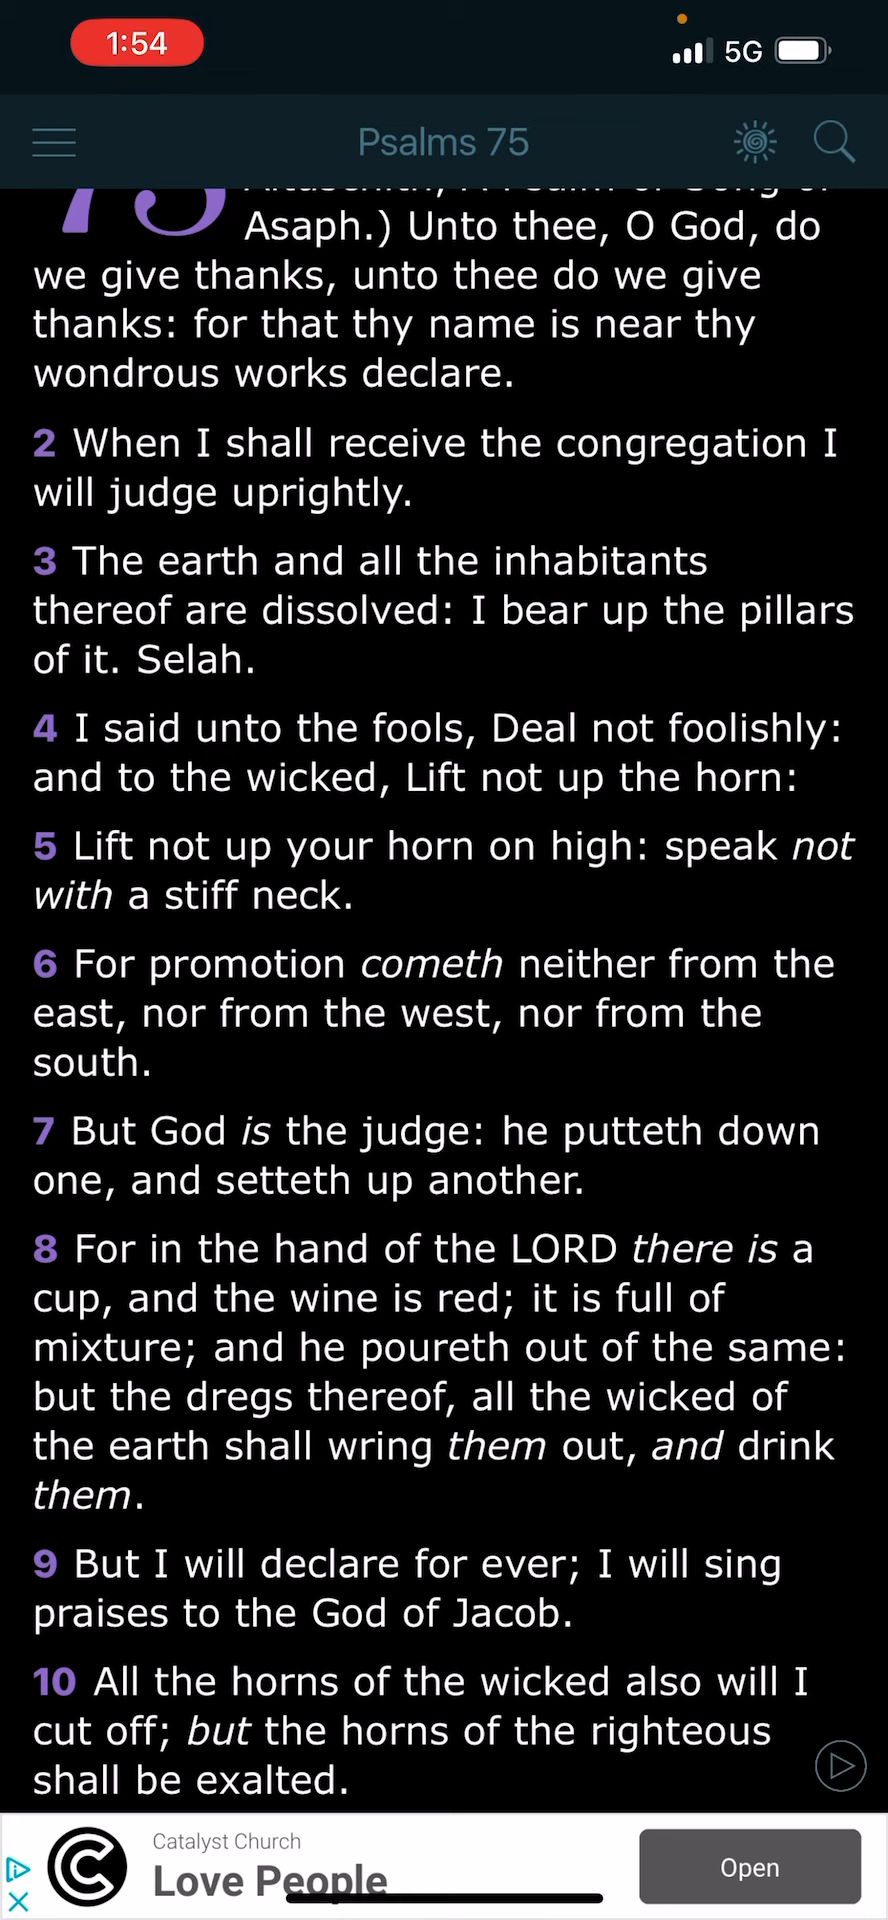 1:54
5G
Psalms 75
75
Asaph.) Unto thee, O God, do
we give thanks, unto thee do we give
thanks: for that thy name is near thy
wondrous works declare.
2 When I shall receive the congregation I
will judge uprightly.
3 The earth and all the inhabitants
thereof are dissolved: I bear up the pillars
of it. Selah.
4 I said unto the fools, Deal not foolishly:
and to the wicked, Lift not up the horn:
5 Lift not up your horn on high: speak not
with a stiff neck.
6 For promotion cometh neither from the
east, nor from the west, nor from the
south.
7 But God is the judge: he putteth down
one, and setteth up another.
8 For in the hand of the LORD there is a
cup, and the wine is red; it is full of
mixture; and he poureth out of the same:
but the dregs thereof, all the wicked of
the earth shall wring them out, and drink
them.
9 But I will declare for ever; I will sing
praises to the God of Jacob.
10 All the horns of the wicked also will I
cut off; but the horns of the righteous
shall be exalted.
Catalyst Church
Love People
Open